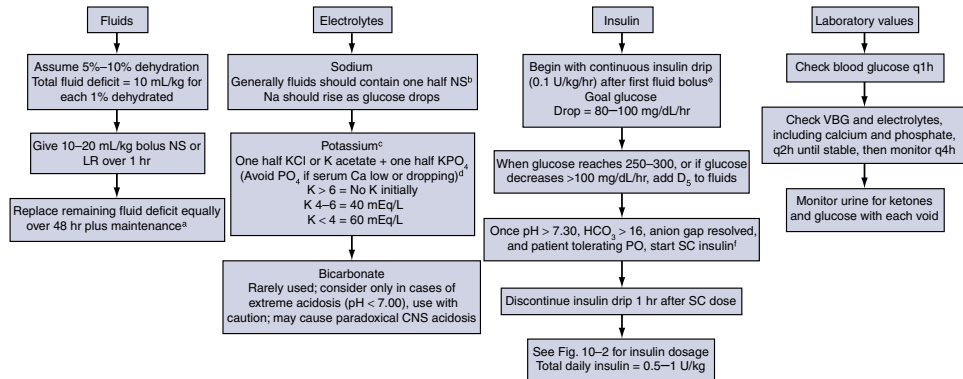 Fluids
Assume 5%–10% dehydration
Total fluid deficit = 10 mL/kg for
each 1% dehydrated
Give 10–20 mL/kg bolus NS or
LR over 1 hr
Replace remaining fluid deficit equally
over 48 hr plus maintenanceᵃ
Electrolytes
Sodium
Generally fluids should contain one half NSᵇ
Na should rise as glucose drops
Potassiumᶜ
One half KCl or K acetate + one half KPO₄
(Avoid PO₄ if serum Ca low or dropping)ᵈ
K > 6 = No K initially
K 4–6 = 40 mEq/L
K < 4 = 60 mEq/L
Bicarbonate
Rarely used; consider only in cases of
extreme acidosis (pH < 7.00), use with
caution; may cause paradoxical CNS acidosis
Insulin
Begin with continuous insulin drip
(0.1 U/kg/hr) after first fluid bolusᵉ
Goal glucose
Drop = 80–100 mg/dL/hr
When glucose reaches 250–300, or if glucose
decreases >100 mg/dL/hr, add D₅ to fluids
Once pH > 7.30, HCO₃ > 16, anion gap resolved,
and patient tolerating PO, start SC insulinᶠ
Discontinue insulin drip 1 hr after SC dose
See Fig. 10–2 for insulin dosage
Total daily insulin = 0.5–1 U/kg
Laboratory values
Check blood glucose q1h
Check VBG and electrolytes,
including calcium and phosphate,
q2h until stable, then monitor q4h
Monitor urine for ketones
and glucose with each void